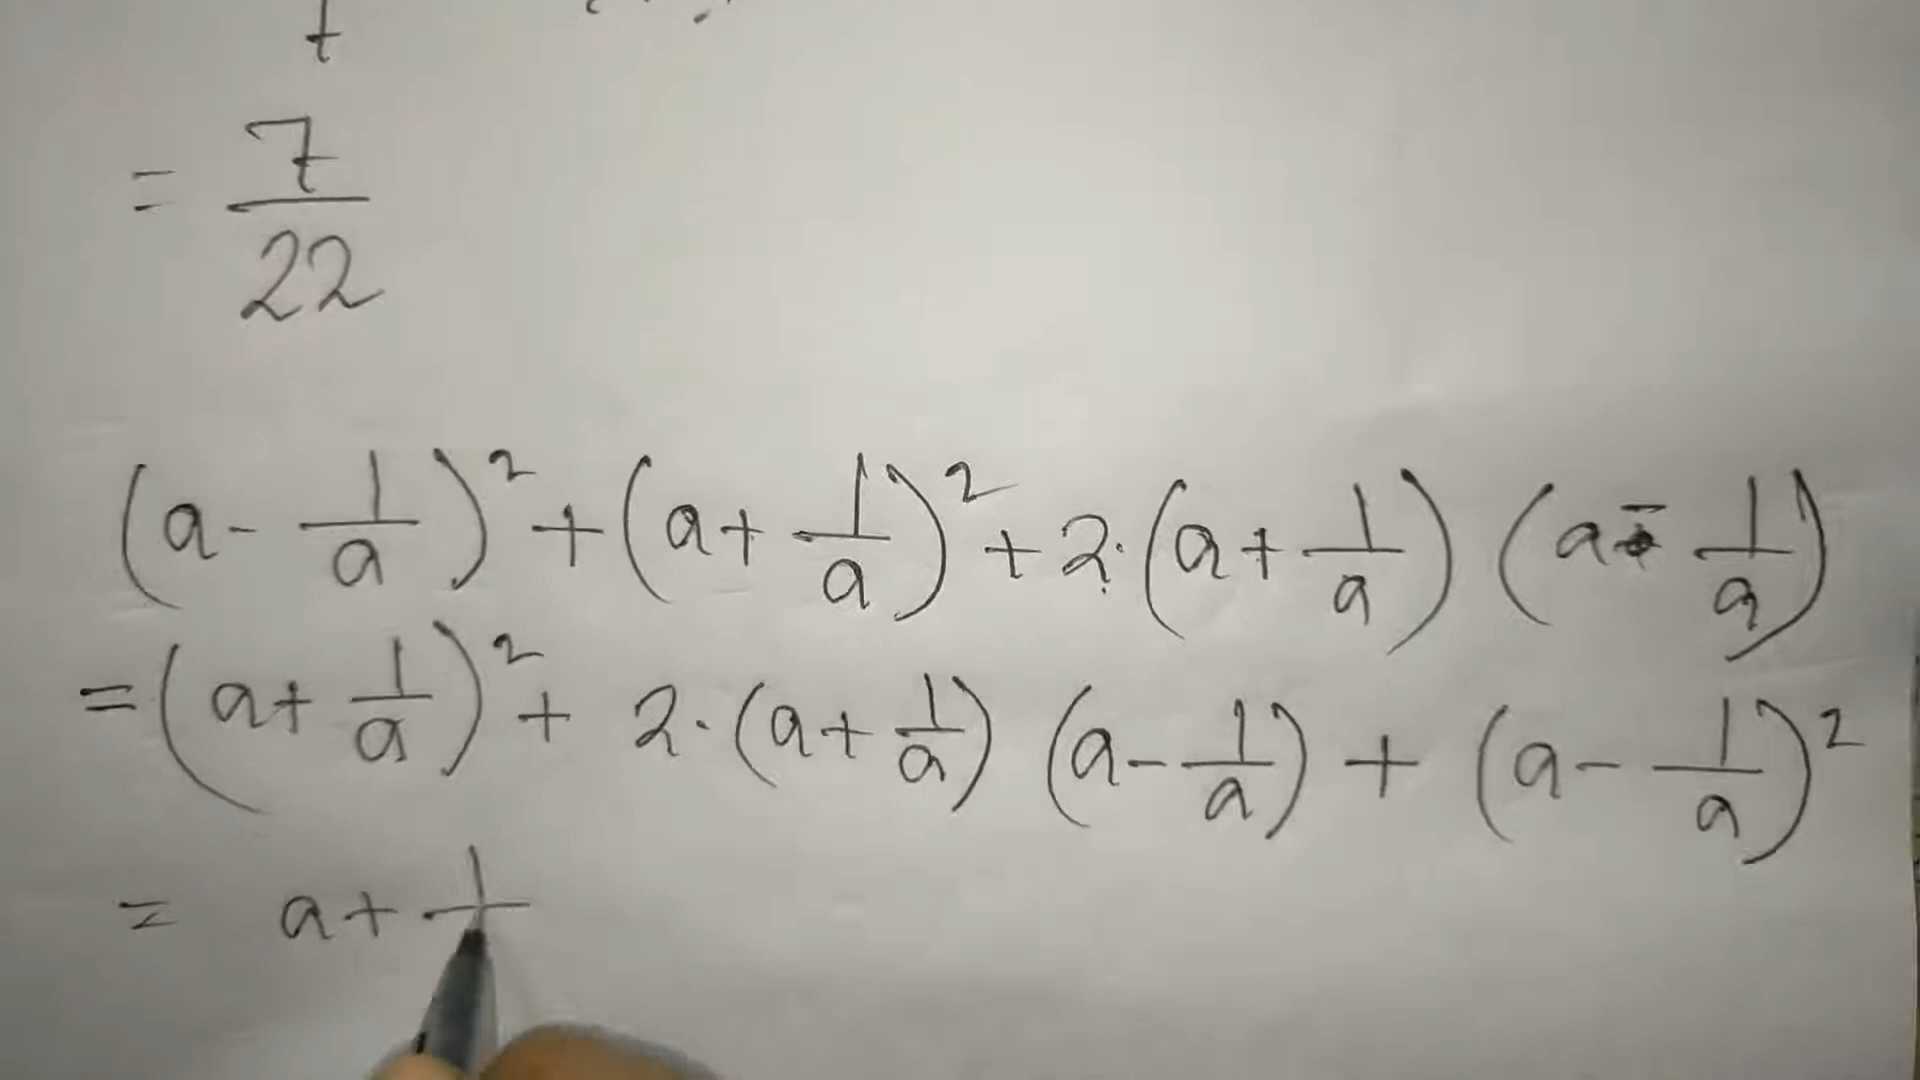 = 7/22
(a - 1/a)² + (a + 1/a)² + 2·(a + 1/a) (a - 1/a)
= (a + 1/a)² + 2·(a + 1/a) (a - 1/a) + (a - 1/a)²
= a + 1/